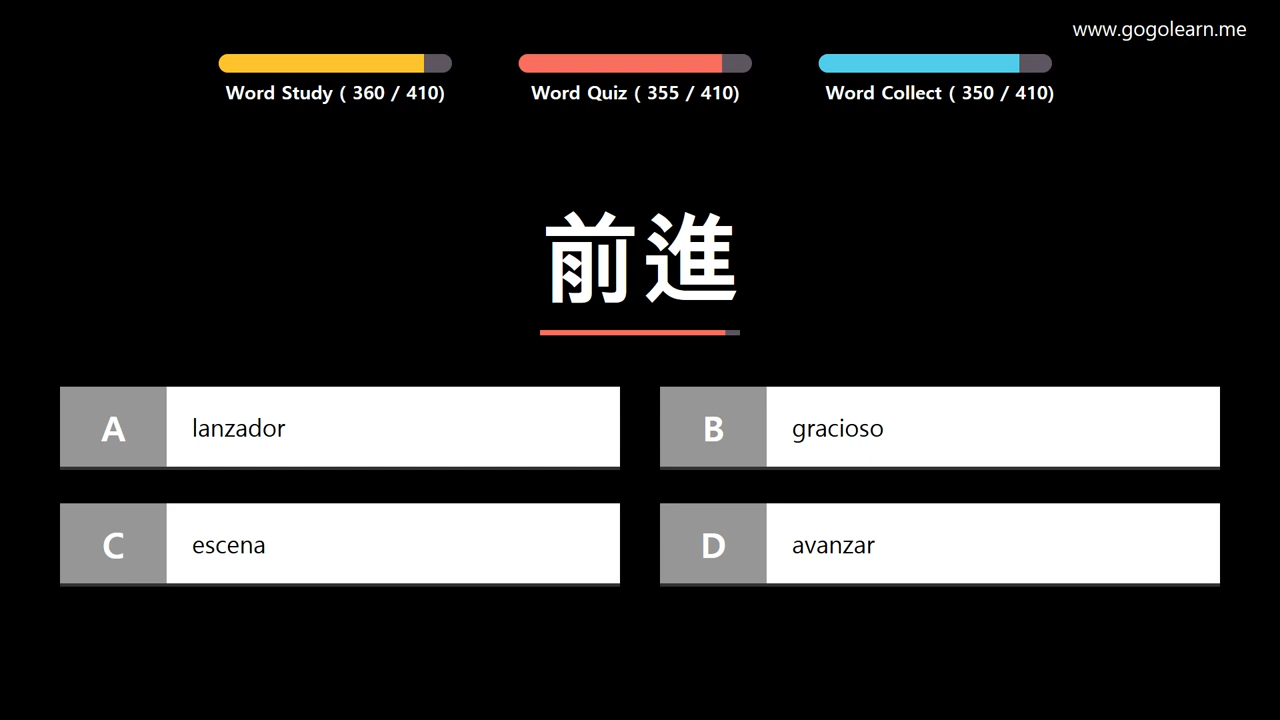 www.gogolearn.me
Word Study ( 360 / 410)
Word Quiz ( 355 / 410)
Word Collect ( 350 / 410)
前進
A lanzador
B gracioso
C escena
D avanzar